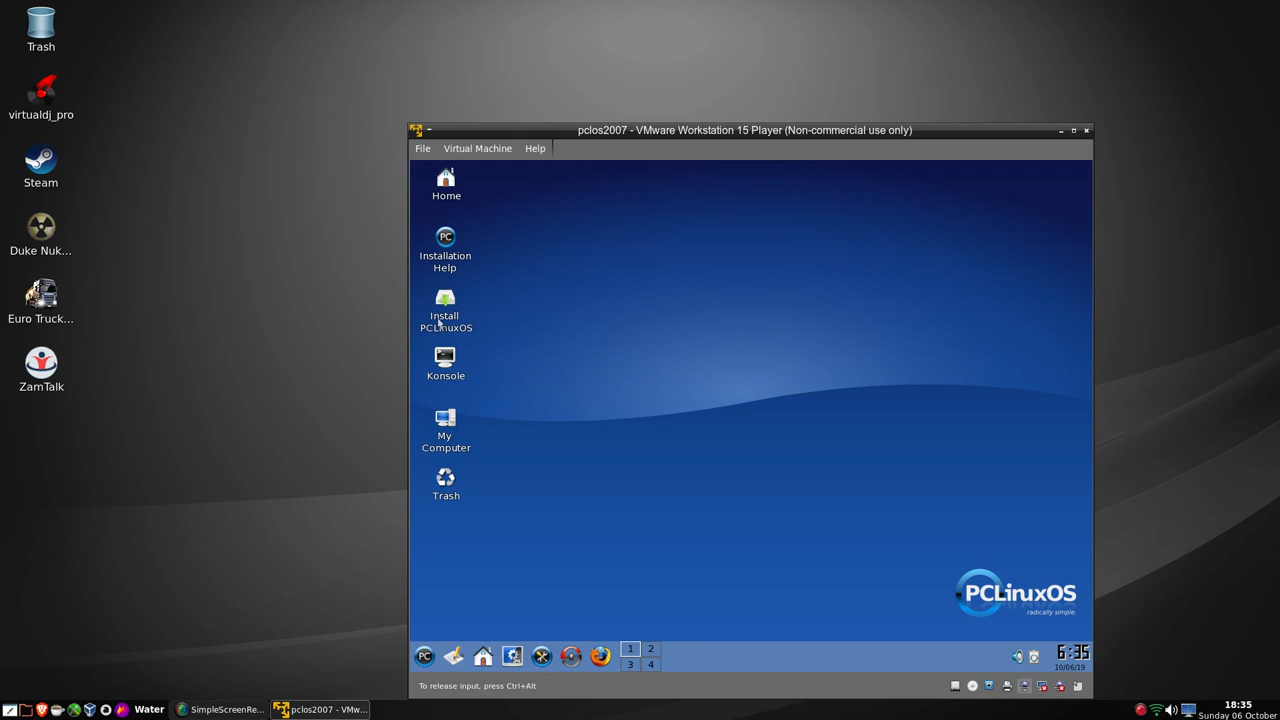 Trash
virtualdj_pro
Steam
Duke Nuk...
Euro Truck...
ZamTalk
pclos2007 - VMware Workstation 15 Player (Non-commercial use only)
File Virtual Machine Help
Home
PC
Installation
Help
Install
PCLinuxOS
Konsole
My
Computer
Trash
PCLinuxOS
radically simple.
PC
1 2
3 4
6:35
10/06/19
To release input, press Ctrl+Alt
Water
SimpleScreenRe...
pclos2007 - VMw...
18:35
Sunday 06 October